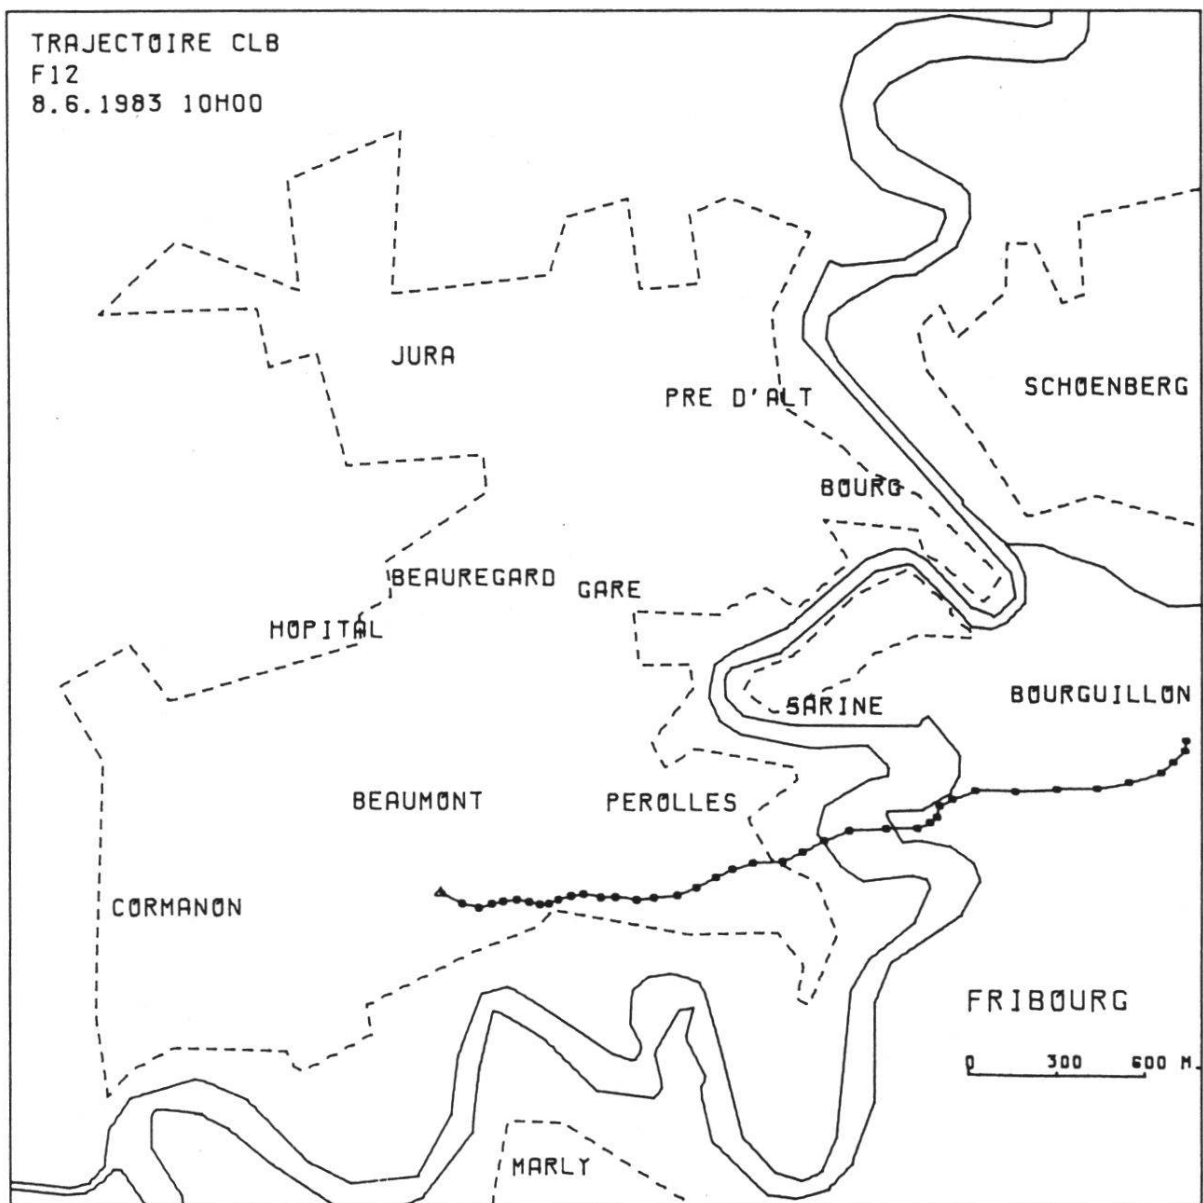 TRAJECTOIRE CLB
F12
8.6.1983 10H00
JURA
PRE D'ALT
SCHOENBERG
BOURG
BEAUREGARD
GARE
HOPITAL
SARINE
BOURGUILLON
BEAUMONT
PEROLLES
CORMANON
FRIBOURG
0 300 600 M.
MARLY